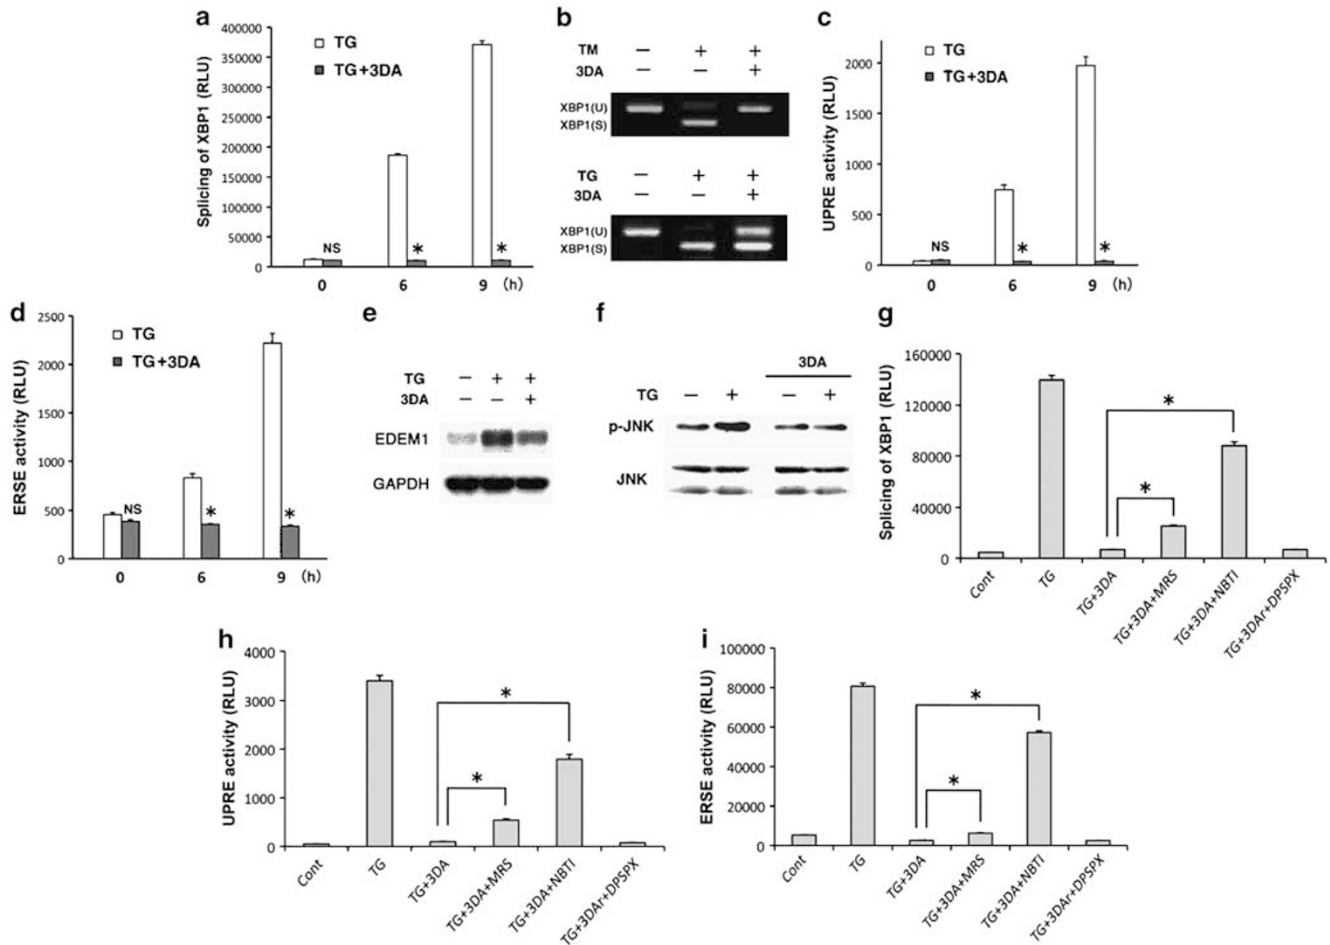 a
Splicing of XBP1 (RLU)
400000
350000
300000
250000
200000
150000
100000
50000
0
TG
TG+3DA
NS
*
*
0 6 9 (h)
b
TM — + +
3DA — — +
XBP1(U)
XBP1(S)
TG — + +
3DA — — +
XBP1(U)
XBP1(S)
c
UPRE activity (RLU)
2000
1500
1000
500
0
TG
TG+3DA
NS
*
*
0 6 9 (h)
d
ERSE activity (RLU)
2500
2000
1500
1000
500
0
TG
TG+3DA
NS
*
*
0 6 9 (h)
e
TG — + +
3DA — — +
EDEM1
GAPDH
f
3DA
TG — + — +
p-JNK
JNK
g
Splicing of XBP1 (RLU)
160000
120000
80000
40000
0
*
*
Cont
TG
TG+3DA
TG+3DA+MRS
TG+3DA+NBTI
TG+3DAr+DPSPX
h
UPRE activity (RLU)
4000
3000
2000
1000
0
*
*
Cont
TG
TG+3DA
TG+3DA+MRS
TG+3DA+NBTI
TG+3DAr+DPSPX
i
ERSE activity (RLU)
100000
80000
60000
40000
20000
0
*
*
Cont
TG
TG+3DA
TG+3DA+MRS
TG+3DA+NBTI
TG+3DAr+DPSPX